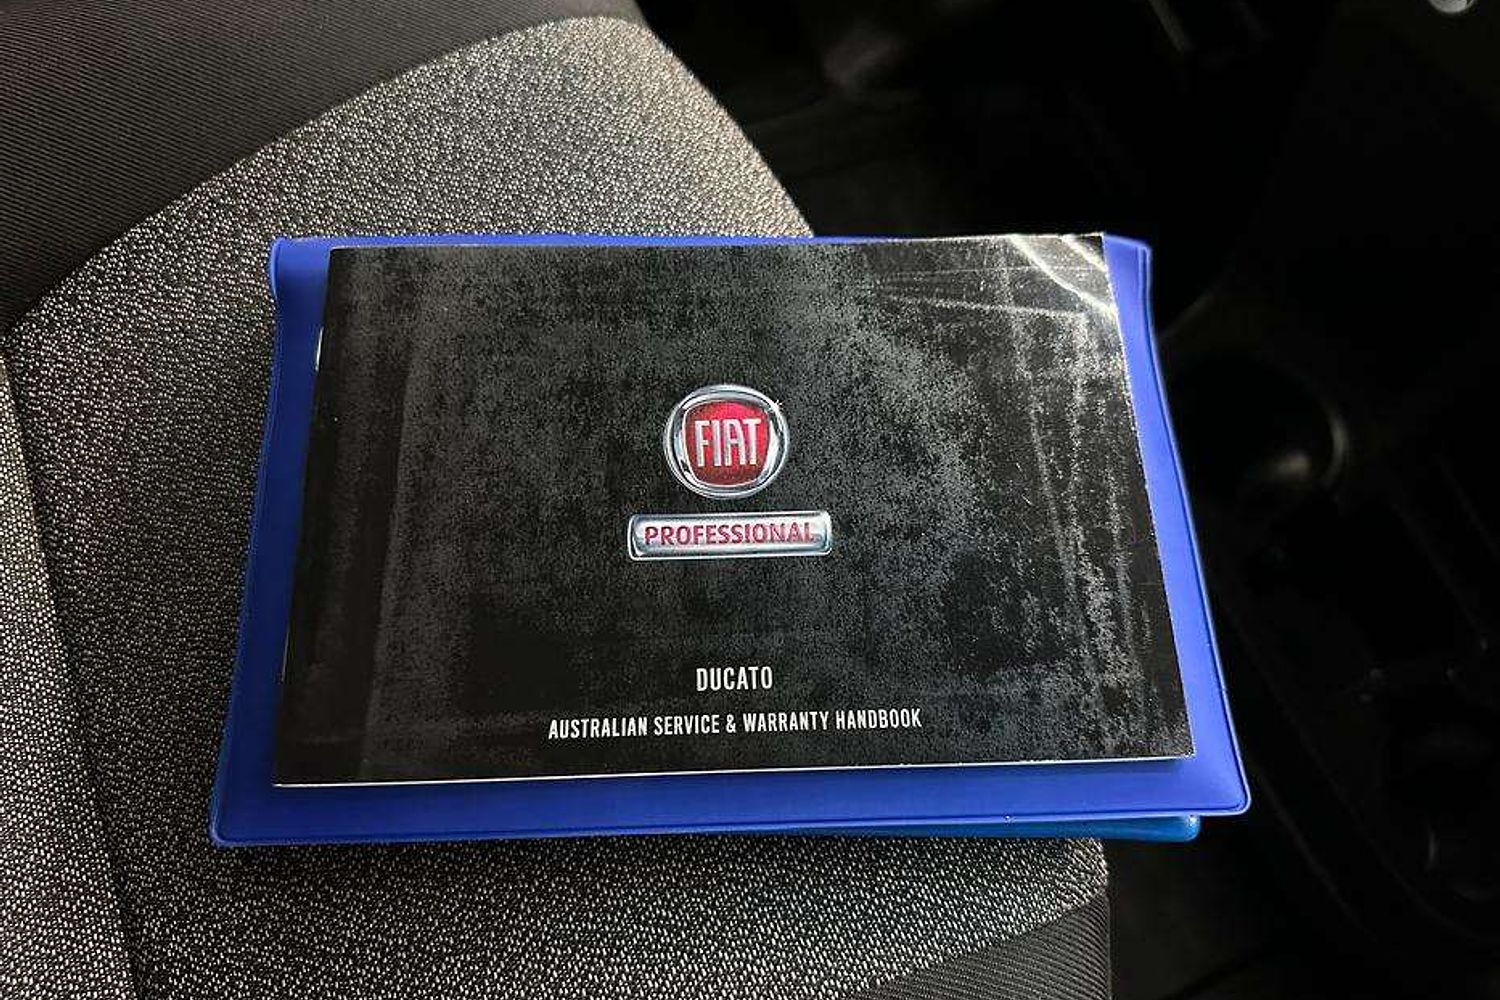 FIAT
PROFESSIONAL
DUCATO
AUSTRALIAN SERVICE & WARRANTY HANDBOOK